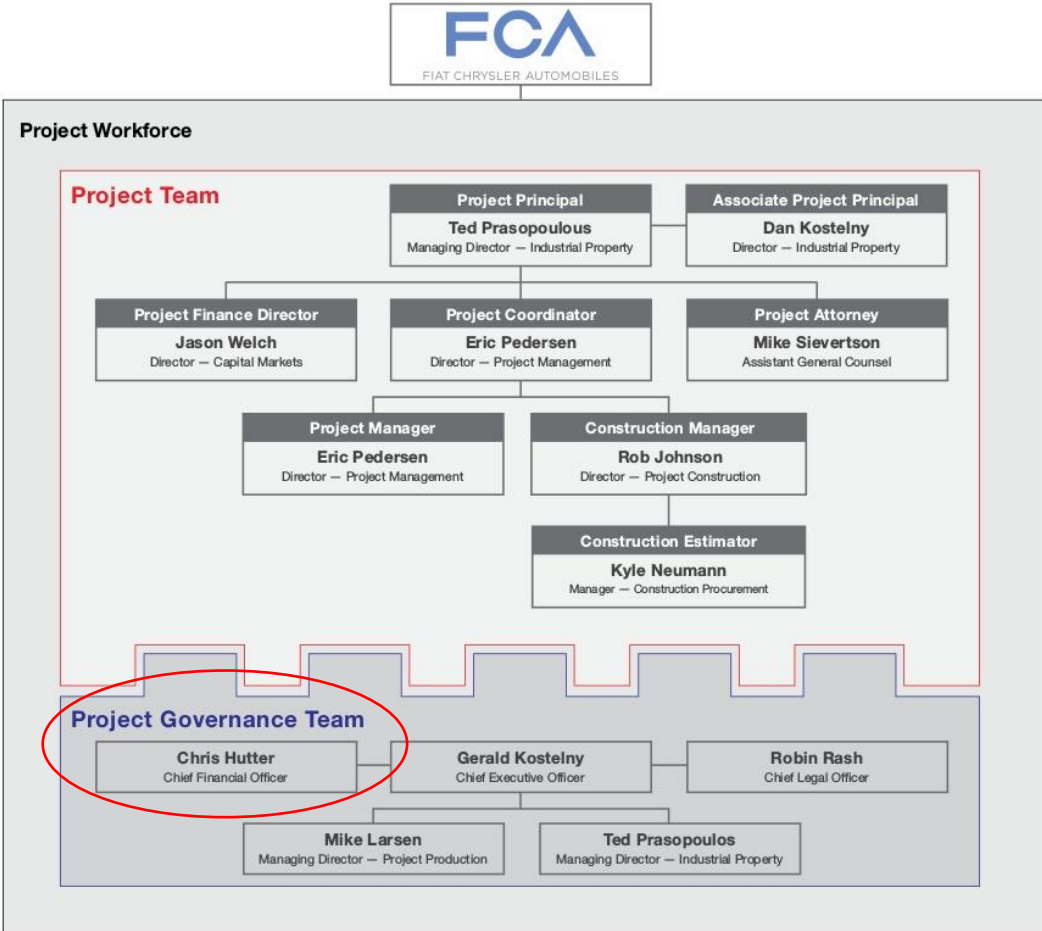 FCA
FIAT CHRYSLER AUTOMOBILES
Project Workforce
Project Team
Project Principal
Ted Prasopoulous
Managing Director — Industrial Property
Associate Project Principal
Dan Kostelny
Director — Industrial Property
Project Finance Director
Jason Welch
Director — Capital Markets
Project Coordinator
Eric Pedersen
Director — Project Management
Project Attorney
Mike Sievertson
Assistant General Counsel
Project Manager
Eric Pedersen
Director — Project Management
Construction Manager
Rob Johnson
Director — Project Construction
Construction Estimator
Kyle Neumann
Manager — Construction Procurement
Project Governance Team
Chris Hutter
Chief Financial Officer
Gerald Kostelny
Chief Executive Officer
Robin Rash
Chief Legal Officer
Mike Larsen
Managing Director — Project Production
Ted Prasopoulos
Managing Director — Industrial Property